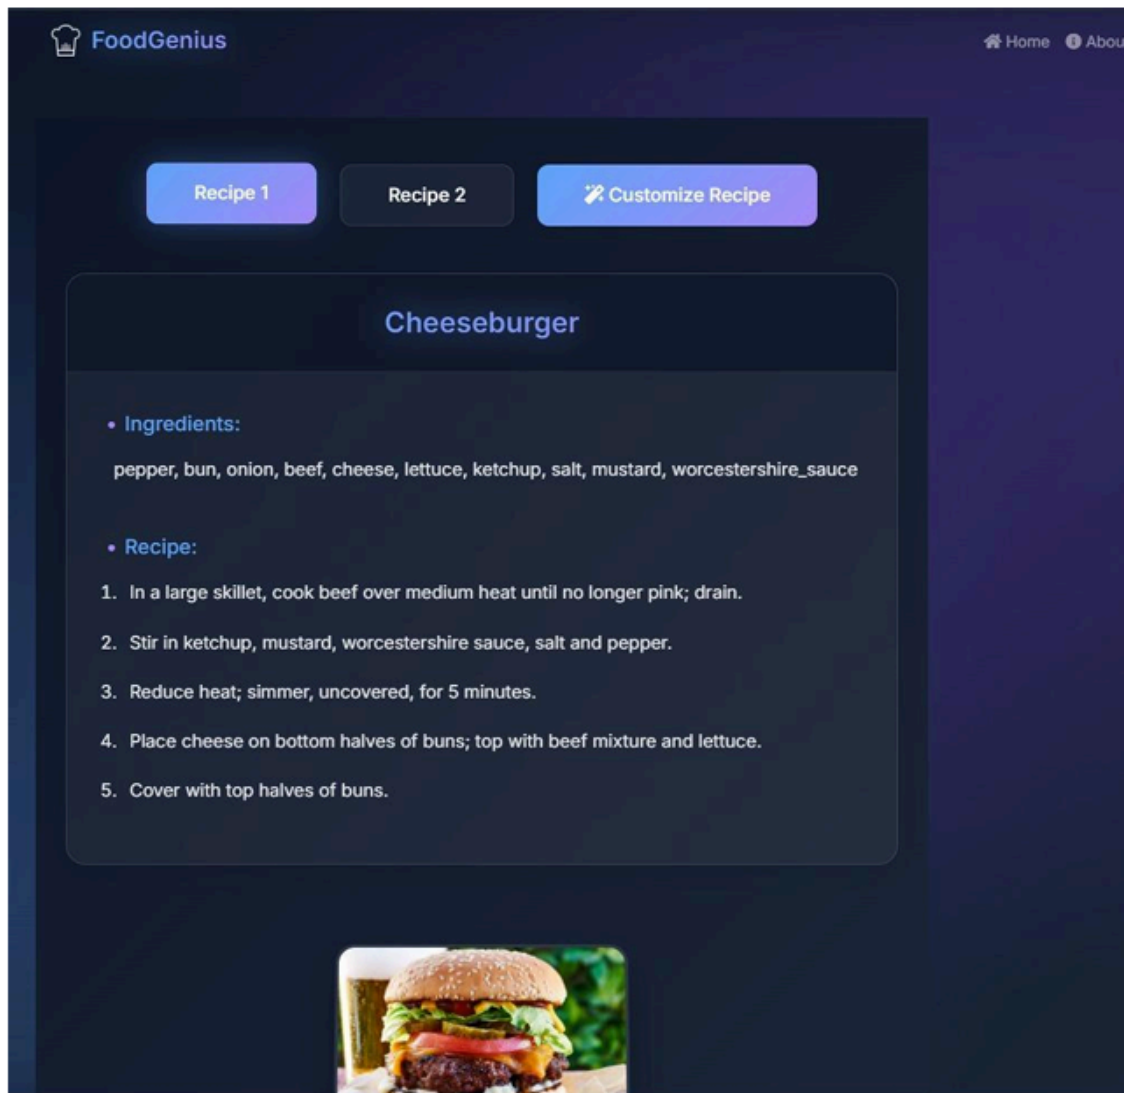 FoodGenius
Home Abou
Recipe 1
Recipe 2
Customize Recipe
Cheeseburger
• Ingredients:
pepper, bun, onion, beef, cheese, lettuce, ketchup, salt, mustard, worcestershire_sauce
• Recipe:
1. In a large skillet, cook beef over medium heat until no longer pink; drain.
2. Stir in ketchup, mustard, worcestershire sauce, salt and pepper.
3. Reduce heat; simmer, uncovered, for 5 minutes.
4. Place cheese on bottom halves of buns; top with beef mixture and lettuce.
5. Cover with top halves of buns.